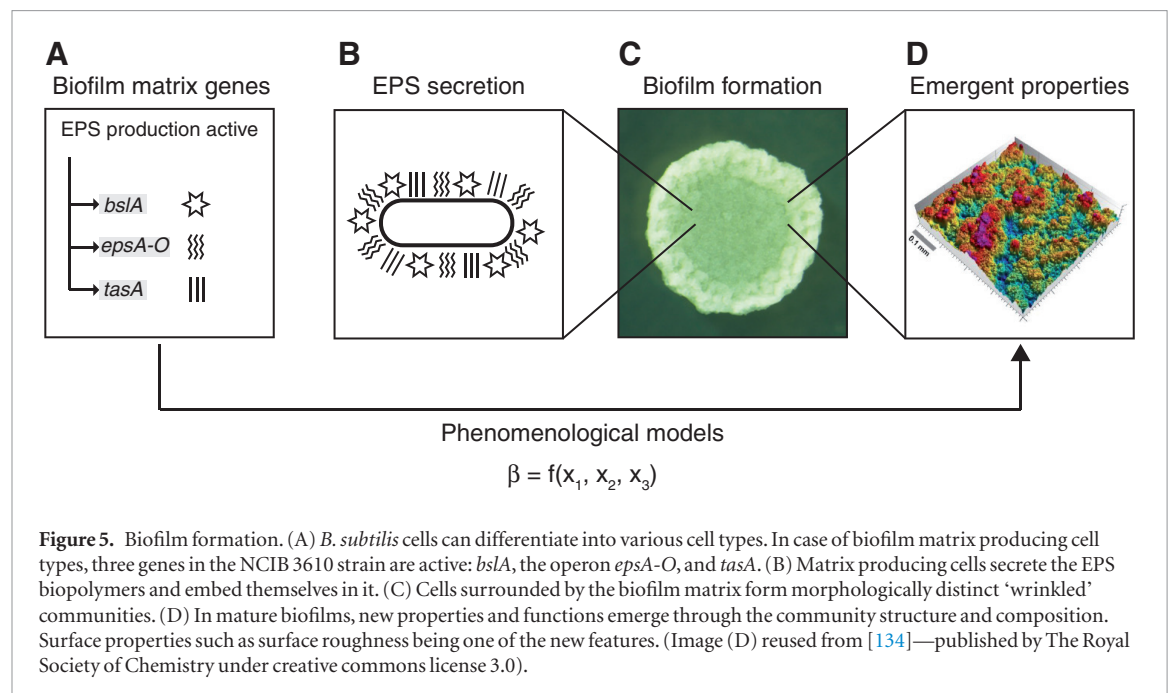 A
B
C
D
Biofilm matrix genes
EPS secretion
Biofilm formation
Emergent properties
EPS production active
bslA
epsA-O
tasA
0.1 mm
Phenomenological models
β = f(x₁, x₂, x₃)
Figure 5. Biofilm formation. (A) B. subtilis cells can differentiate into various cell types. In case of biofilm matrix producing cell
types, three genes in the NCIB 3610 strain are active: bslA, the operon epsA-O, and tasA. (B) Matrix producing cells secrete the EPS
biopolymers and embed themselves in it. (C) Cells surrounded by the biofilm matrix form morphologically distinct ‘wrinkled’
communities. (D) In mature biofilms, new properties and functions emerge through the community structure and composition.
Surface properties such as surface roughness being one of the new features. (Image (D) reused from [134]—published by The Royal
Society of Chemistry under creative commons license 3.0).